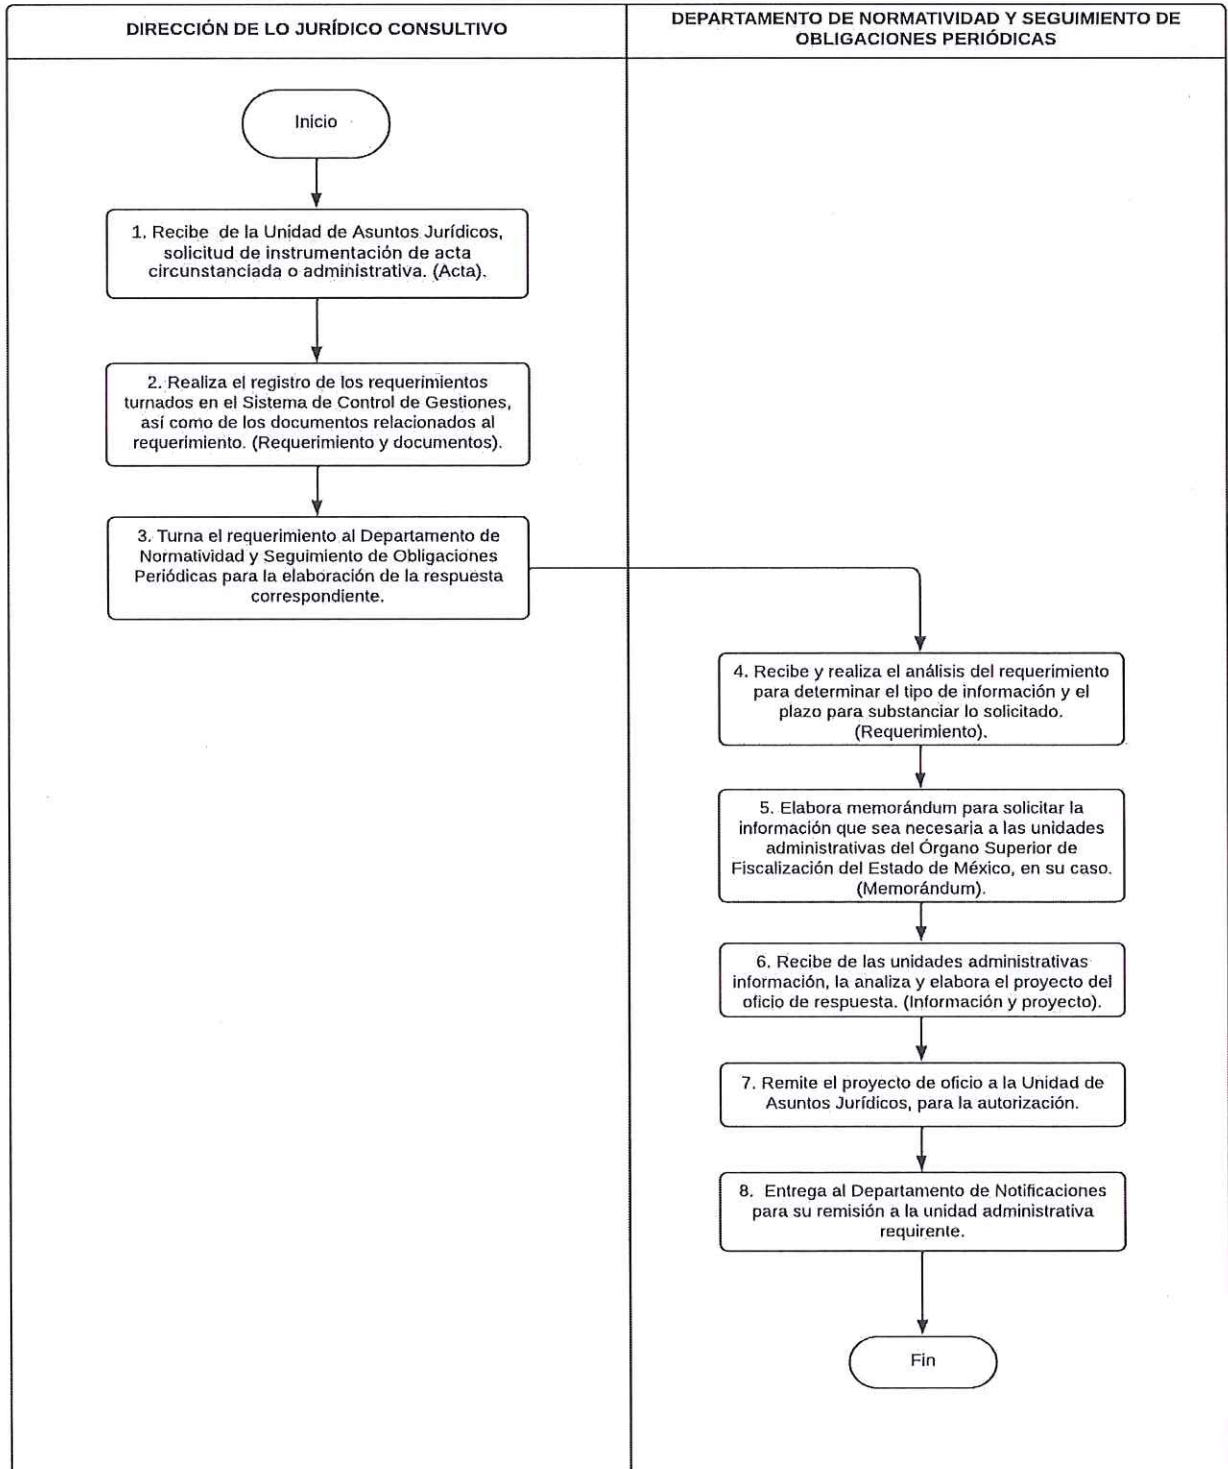 DIRECCIÓN DE LO JURÍDICO CONSULTIVO
DEPARTAMENTO DE NORMATIVIDAD Y SEGUIMIENTO DE
OBLIGACIONES PERIÓDICAS
Inicio
1. Recibe de la Unidad de Asuntos Jurídicos,
solicitud de instrumentación de acta
circunstanciada o administrativa. (Acta).
2. Realiza el registro de los requerimientos
turnados en el Sistema de Control de Gestiones,
así como de los documentos relacionados al
requerimiento. (Requerimiento y documentos).
3. Turna el requerimiento al Departamento de
Normatividad y Seguimiento de Obligaciones
Periódicas para la elaboración de la respuesta
correspondiente.
4. Recibe y realiza el análisis del requerimiento
para determinar el tipo de información y el
plazo para substanciar lo solicitado.
(Requerimiento).
5. Elabora memorándum para solicitar la
información que sea necesaria a las unidades
administrativas del Órgano Superior de
Fiscalización del Estado de México, en su caso.
(Memorándum).
6. Recibe de las unidades administrativas
información, la analiza y elabora el proyecto del
oficio de respuesta. (Información y proyecto).
7. Remite el proyecto de oficio a la Unidad de
Asuntos Jurídicos, para la autorización.
8. Entrega al Departamento de Notificaciones
para su remisión a la unidad administrativa
requirente.
Fin